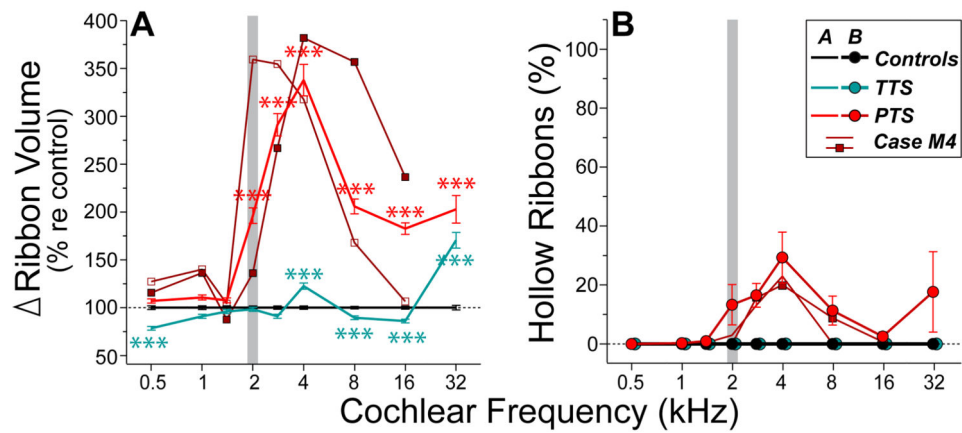 A
Δ Ribbon Volume
(% re control)
400
350
300
250
200
150
100
50
***
***
***
***
***
***
***
***
***
***
***
0.5 1 2 4 8 16 32
B
Hollow Ribbons (%)
100
80
60
40
20
0
0.5 1 2 4 8 16 32
A B
Controls
TTS
PTS
Case M4
Cochlear Frequency (kHz)